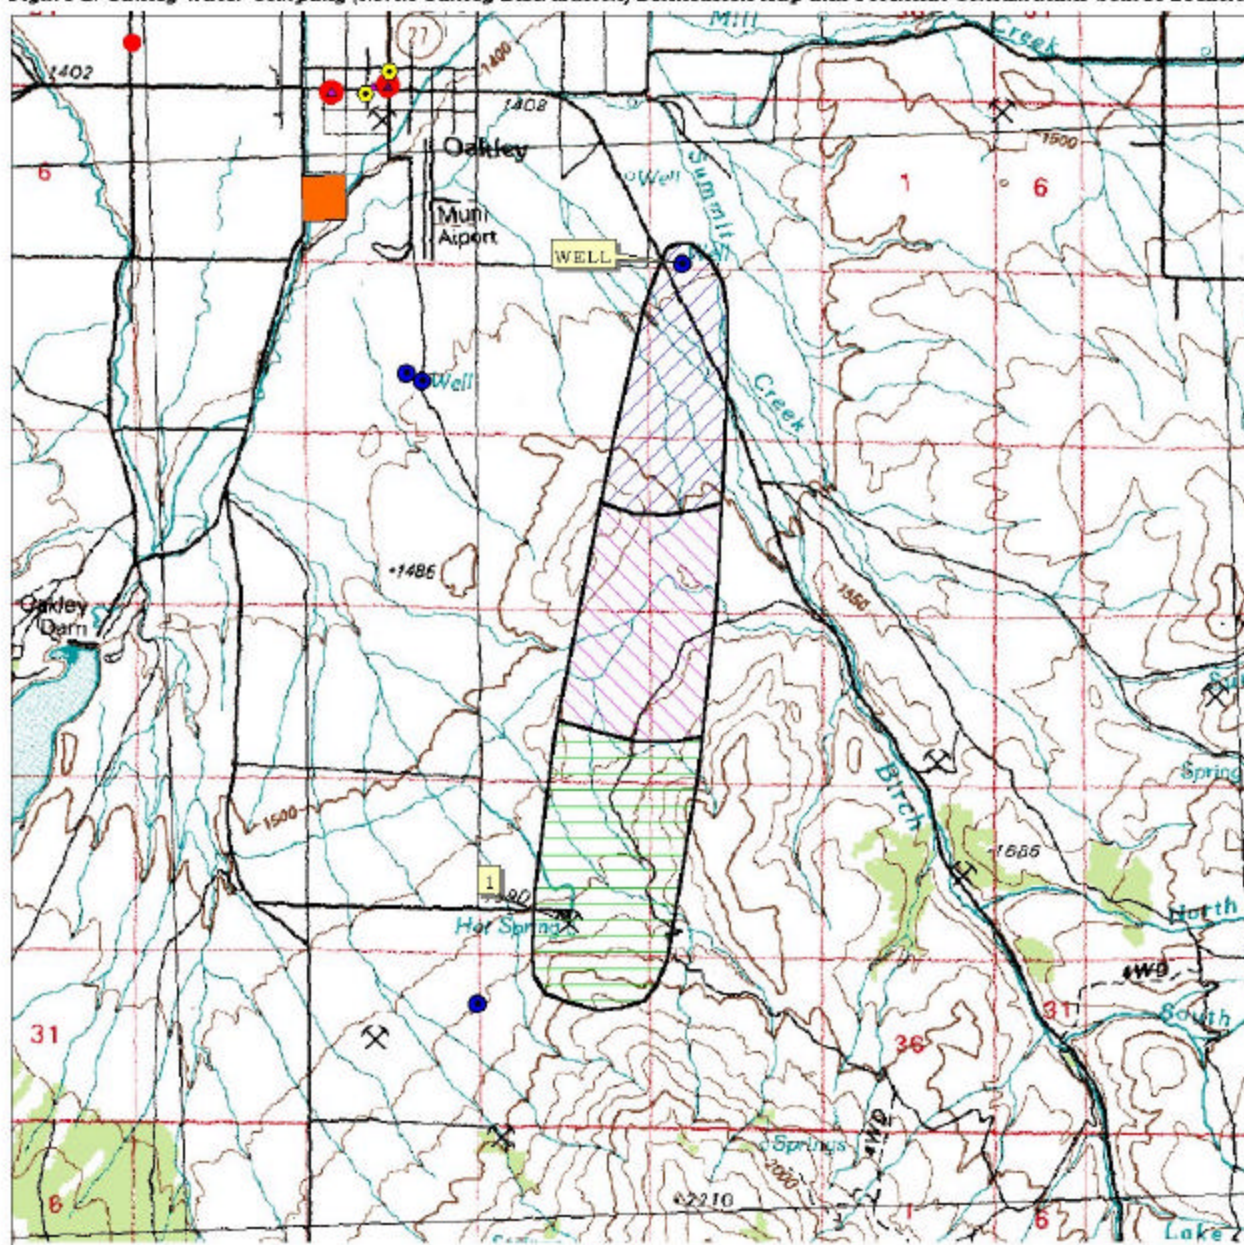 Mill
Creek
27
1400
1402
1408
Oakley
Well
1500
Summit
6
1
6
Muni
Aiport
WELL
Well
Creek
1486
1550
Oakley
Dam
Birch
Spring
1500
1686
1
Hot Spring
North
4WD
31
36
31
South
4WD
Springs
2000
2210
6
1
6
Lake